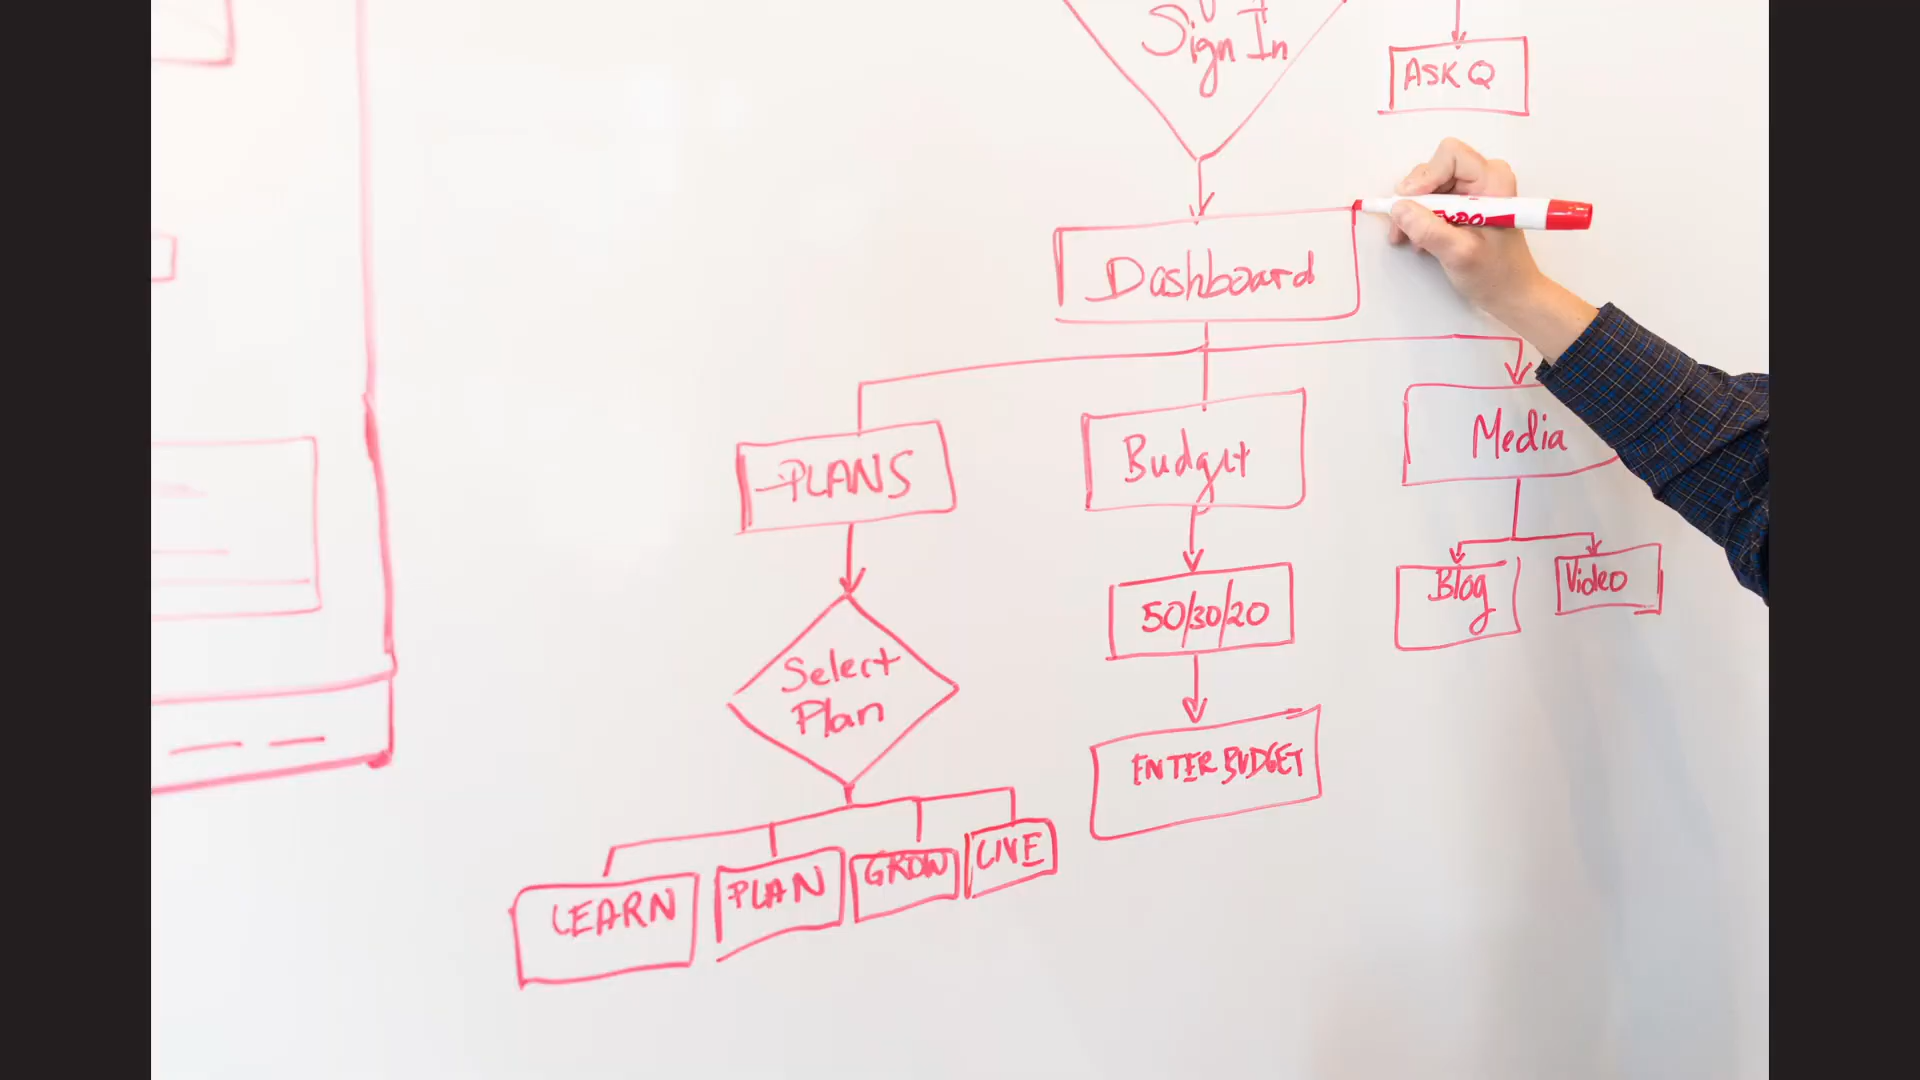 Sign In
ASK Q
EXPO
Dashboard
PLANS
Budget
Media
50/30/20
Blog
Video
Select
Plan
ENTER BUDGET
LEARN
PLAN
GROW
LIVE